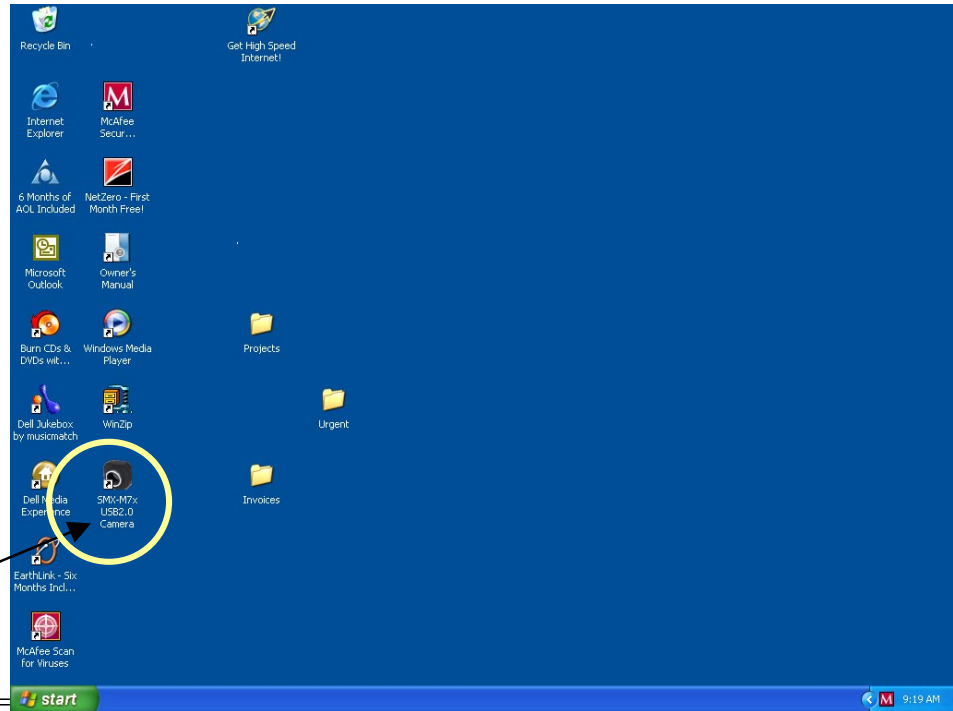 Recycle Bin
Get High Speed
Internet!
Internet
Explorer
McAfee
Secur...
6 Months of
AOL Included
NetZero - First
Month Free!
Microsoft
Outlook
Owner's
Manual
Burn CDs &
DVDs wit...
Windows Media
Player
Projects
Dell Jukebox
by musicmatch
WinZip
Urgent
Dell Media
Experience
SMX-M7x
USB2.0
Camera
Invoices
EarthLink - Six
Months Incl...
McAfee Scan
for Viruses
start
9:19 AM